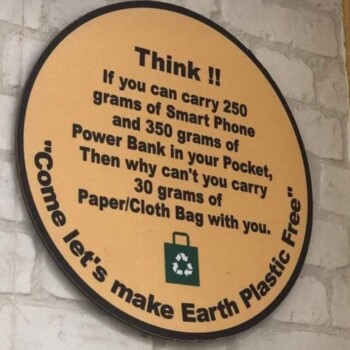 Think !!
If you can carry 250
grams of Smart Phone
and 350 grams of
Power Bank in your Pocket,
Then why can't you carry
30 grams of
Paper/Cloth Bag with you.
"Come let's make Earth Plastic Free"